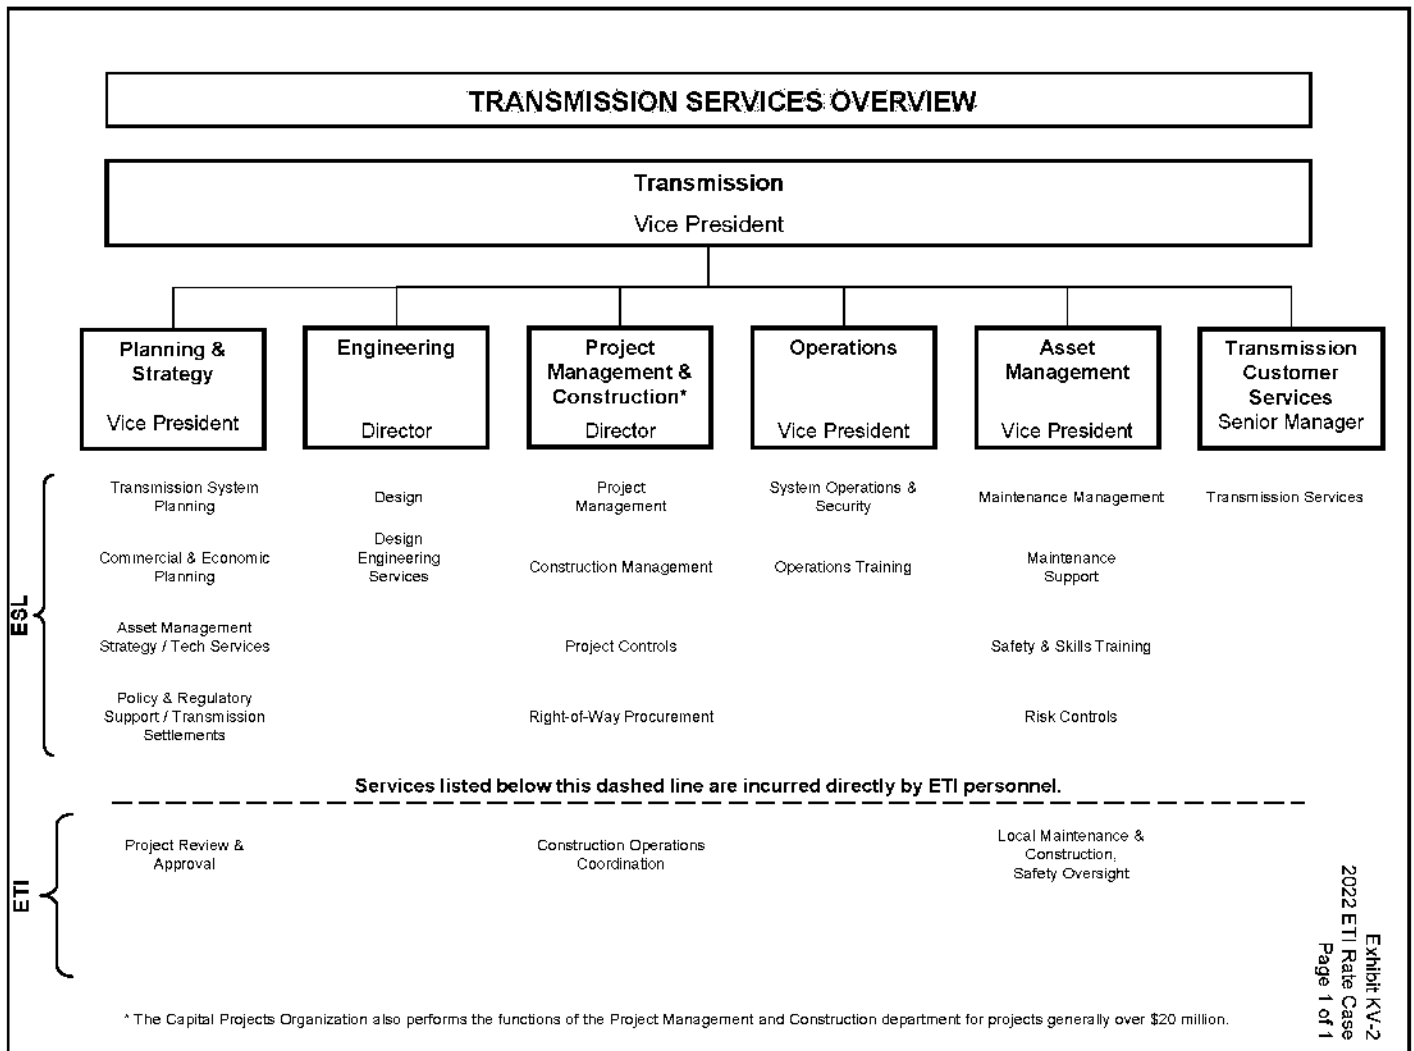 TRANSMISSION SERVICES OVERVIEW
Transmission
Vice President
Planning &
Strategy
Vice President
Engineering
Director
Project
Management &
Construction*
Director
Operations
Vice President
Asset
Management
Vice President
Transmission
Customer
Services
Senior Manager
ESL
Transmission System
Planning
Commercial & Economic
Planning
Asset Management
Strategy / Tech Services
Policy & Regulatory
Support / Transmission
Settlements
Design
Design
Engineering
Services
Project
Management
Construction Management
Project Controls
Right-of-Way Procurement
System Operations &
Security
Operations Training
Maintenance Management
Maintenance
Support
Safety & Skills Training
Risk Controls
Transmission Services
Services listed below this dashed line are incurred directly by ETI personnel.
ETI
Project Review &
Approval
Construction Operations
Coordination
Local Maintenance &
Construction,
Safety Oversight
* The Capital Projects Organization also performs the functions of the Project Management and Construction department for projects generally over $20 million.
Exhibit KV-2
2022 ETI Rate Case
Page 1 of 1